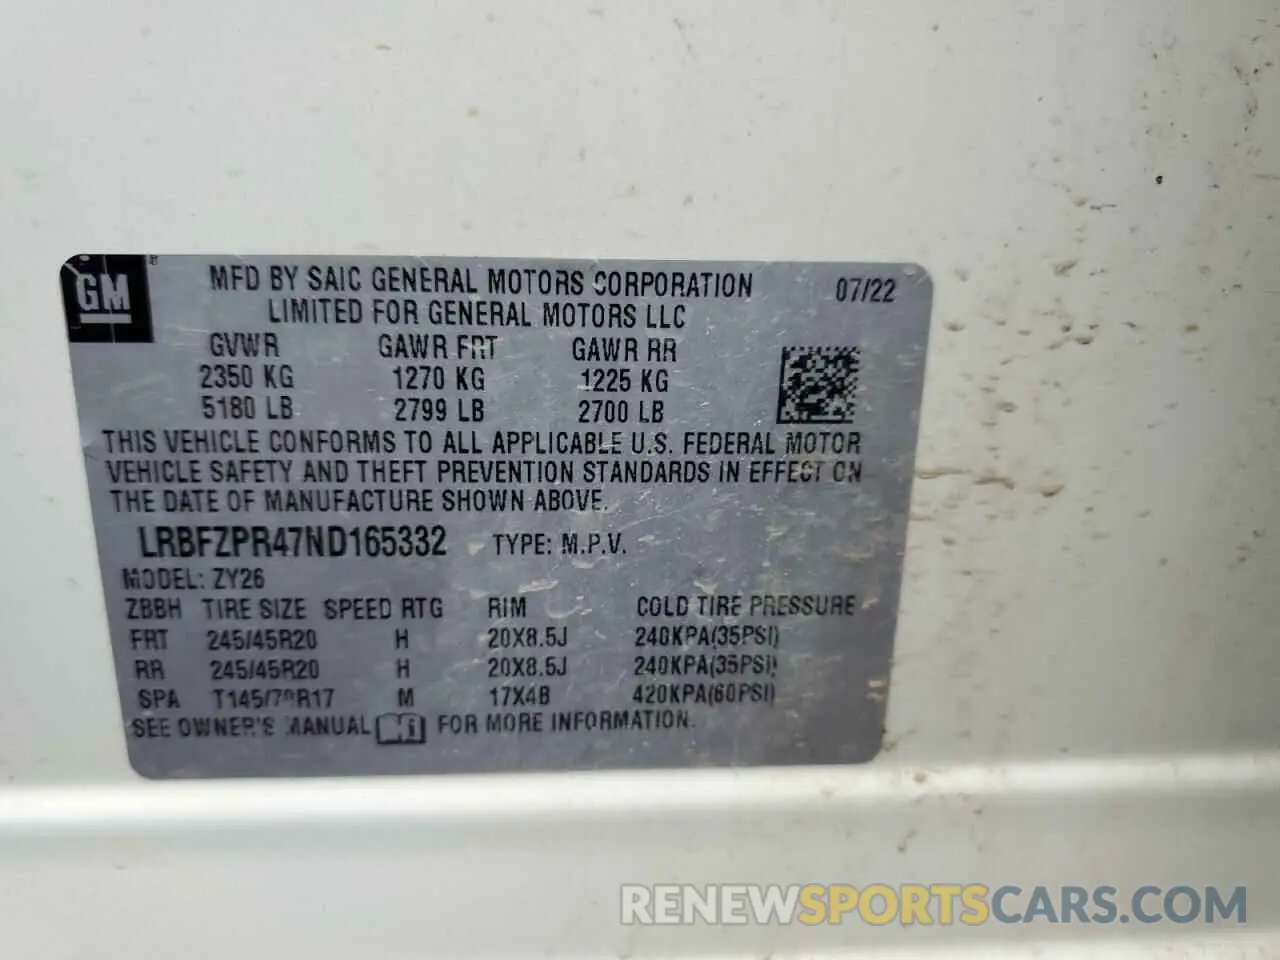 GM
MFD BY SAIC GENERAL MOTORS CORPORATION 07/22
LIMITED FOR GENERAL MOTORS LLC
GVWR GAWR FRT GAWR RR
2350 KG 1270 KG 1225 KG
5180 LB 2799 LB 2700 LB
THIS VEHICLE CONFORMS TO ALL APPLICABLE U.S. FEDERAL MOTOR
VEHICLE SAFETY AND THEFT PREVENTION STANDARDS IN EFFECT ON
THE DATE OF MANUFACTURE SHOWN ABOVE.
LRBFZPR47ND165332 TYPE: M.P.V.
MODEL: ZY26
ZBBH TIRE SIZE SPEED RTG RIM COLD TIRE PRESSURE
FRT 245/45R20 H 20X8.5J 240KPA(35PSI)
RR 245/45R20 H 20X8.5J 240KPA(35PSI)
SPA T145/70R17 M 17X4B 420KPA(60PSI)
SEE OWNER'S MANUAL i FOR MORE INFORMATION.
RENEWSPORTSCARS.COM